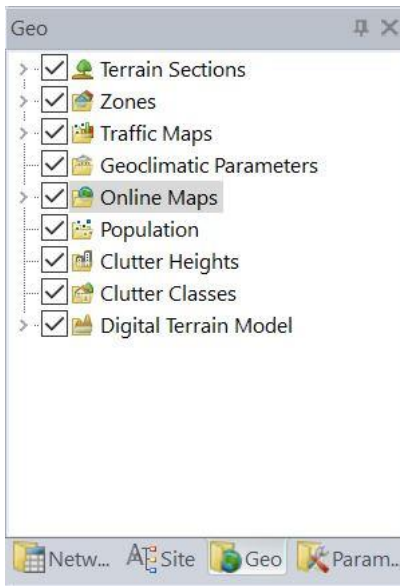 Geo
Terrain Sections
Zones
Traffic Maps
Geoclimatic Parameters
Online Maps
Population
Clutter Heights
Clutter Classes
Digital Terrain Model
Netw... Site Geo Param...